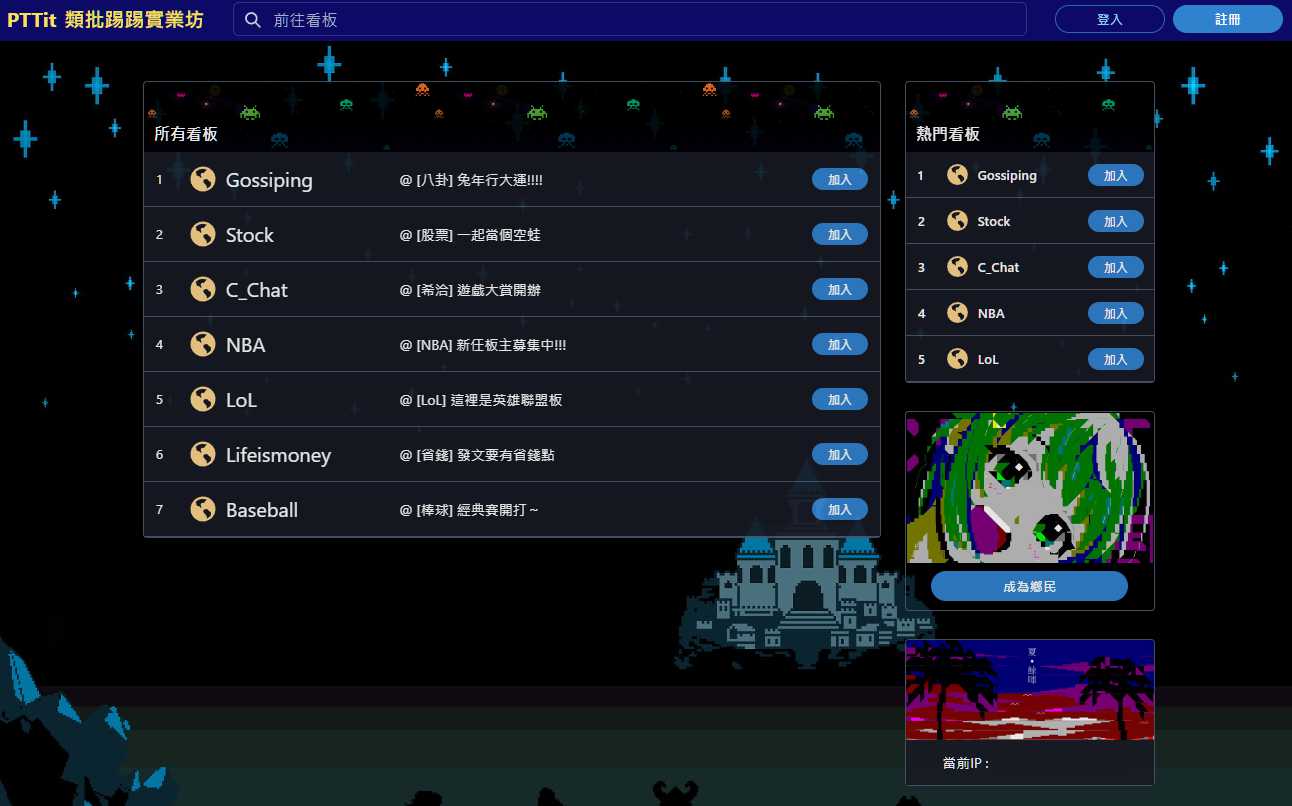 PTTit 類批踢踢實業坊
前往看板
登入
註冊
所有看板
1 Gossiping @ [八卦] 兔年行大運!!!! 加入
2 Stock @ [股票] 一起當個空蛙 加入
3 C_Chat @ [希洽] 遊戲大賞開辦 加入
4 NBA @ [NBA] 新任板主募集中!!! 加入
5 LoL @ [LoL] 這裡是英雄聯盟板 加入
6 Lifeismoney @ [省錢] 發文要有省錢點 加入
7 Baseball @ [棒球] 經典賽開打～ 加入
熱門看板
1 Gossiping 加入
2 Stock 加入
3 C_Chat 加入
4 NBA 加入
5 LoL 加入
成為鄉民
當前IP :